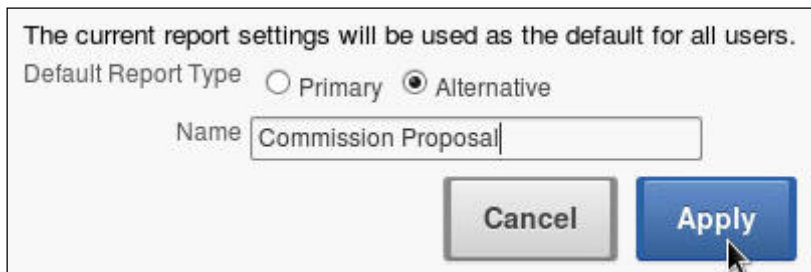 The current report settings will be used as the default for all users.
Default Report Type Primary Alternative
Name Commission Proposal
Cancel Apply